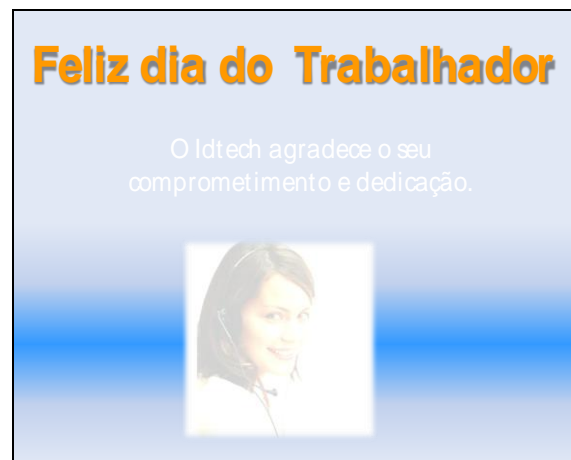 Feliz dia do Trabalhador
O Idtech agradece o seu
comprometimento e dedicação.